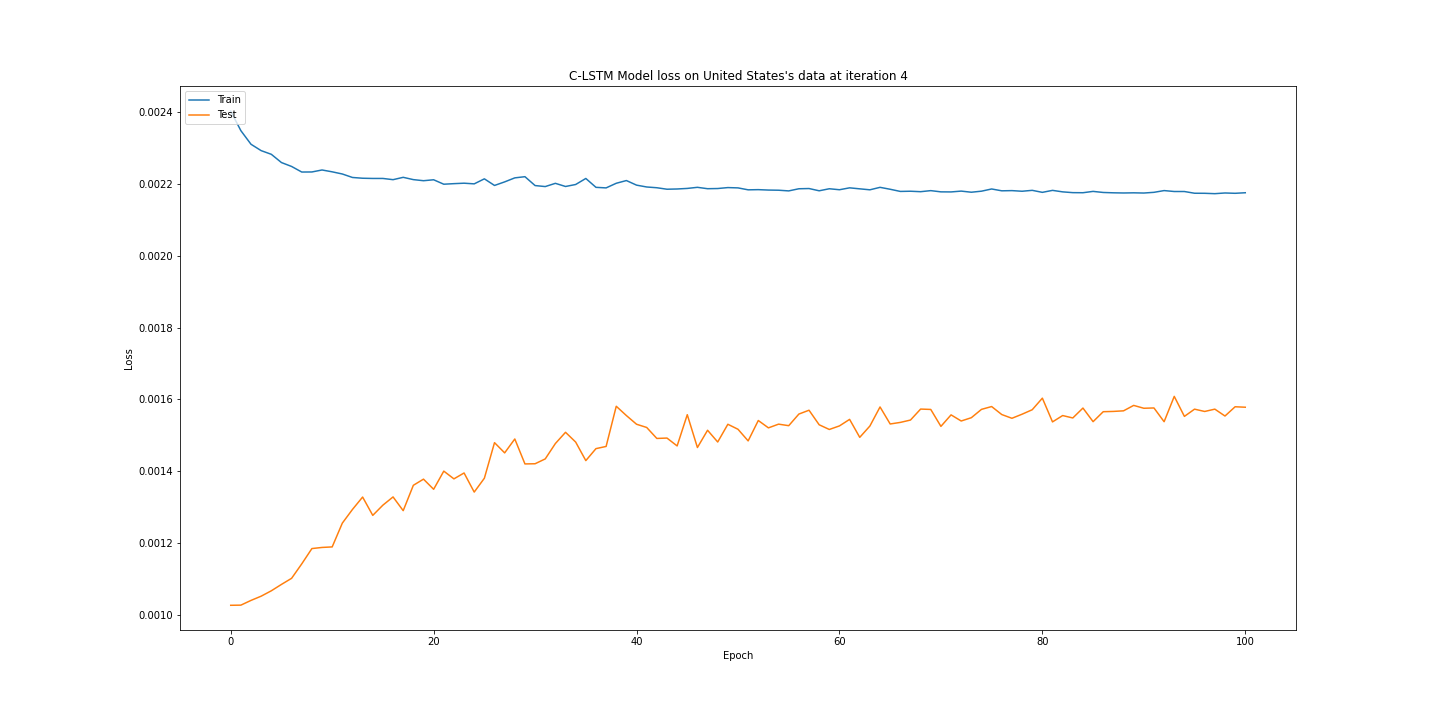 C-LSTM Model loss on United States's data at iteration 4
Train
Test
0.0024
0.0022
0.0020
0.0018
0.0016
0.0014
0.0012
0.0010
Loss
0 20 40 60 80 100
Epoch